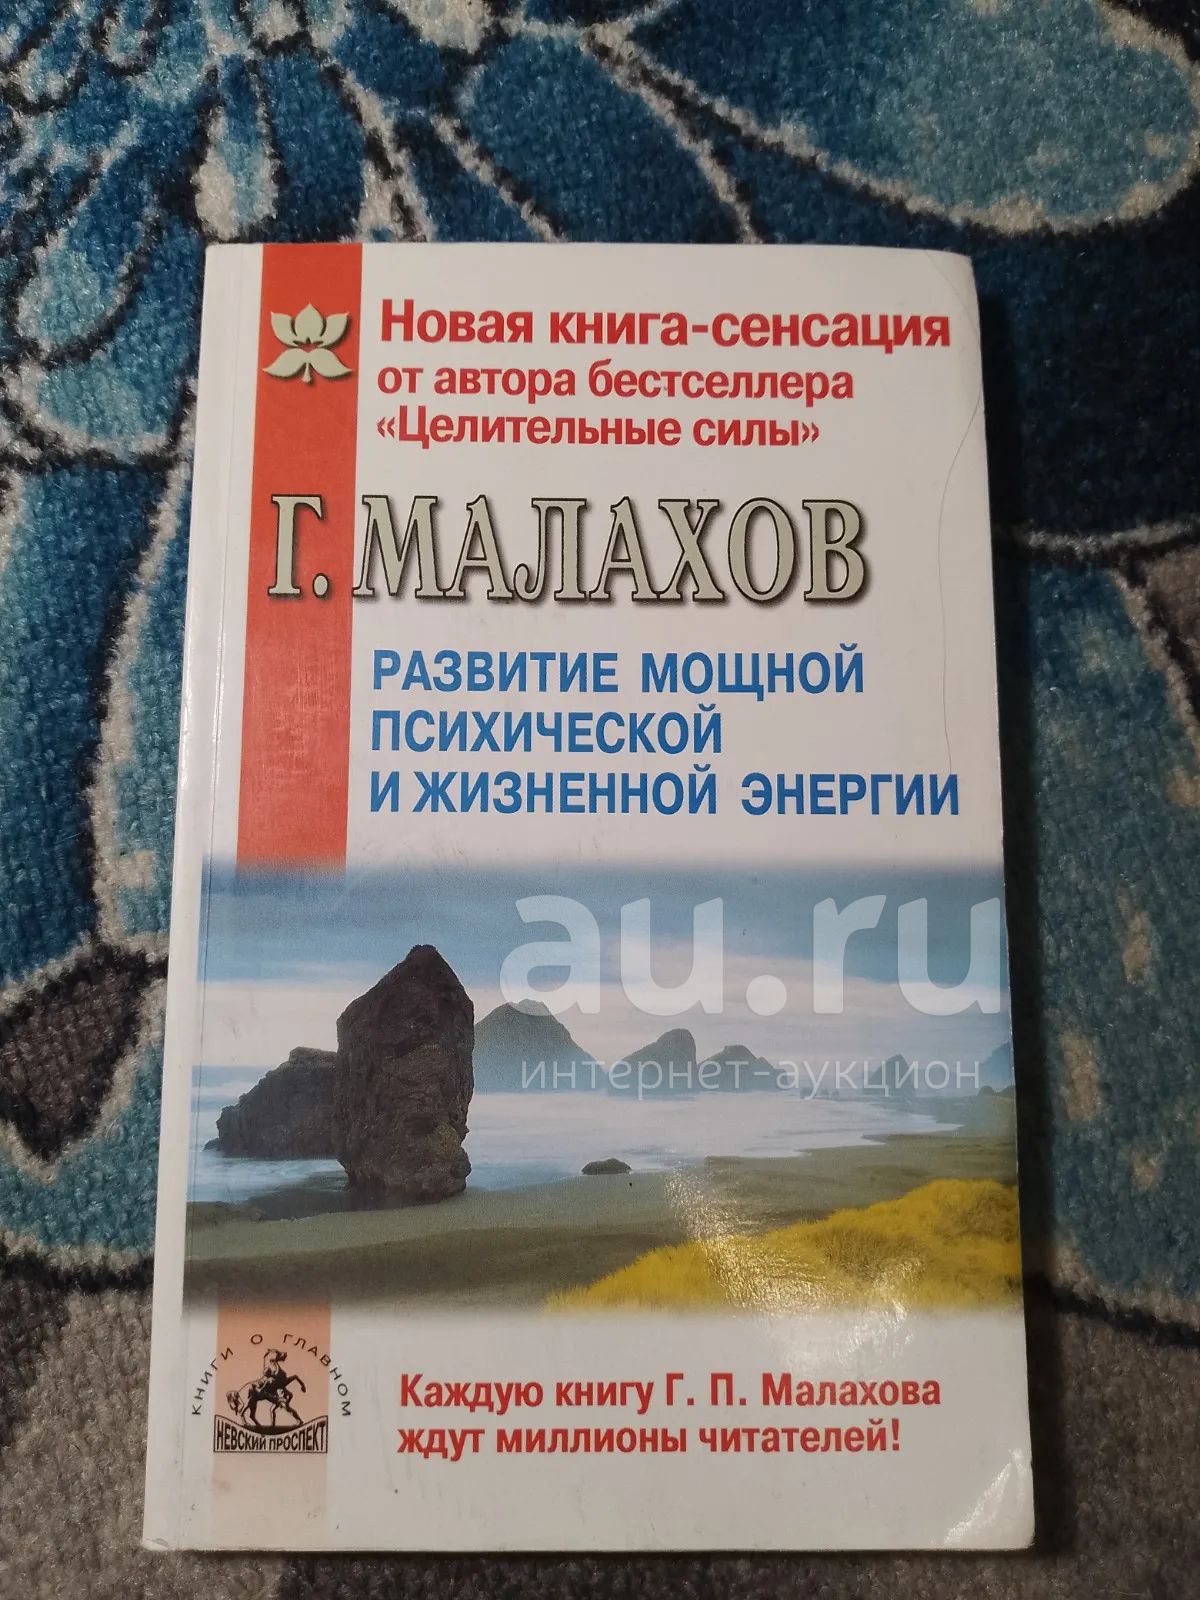 Новая книга-сенсация
от автора бестселлера
«Целительные силы»
Г. МАЛАХОВ
РАЗВИТИЕ МОЩНОЙ
ПСИХИЧЕСКОЙ
И ЖИЗНЕННОЙ ЭНЕРГИИ
au.ru
интернет-аукцион
КНИГИ О ГЛАВНОМ
НЕВСКИЙ ПРОСПЕКТ
Каждую книгу Г. П. Малахова
ждут миллионы читателей!